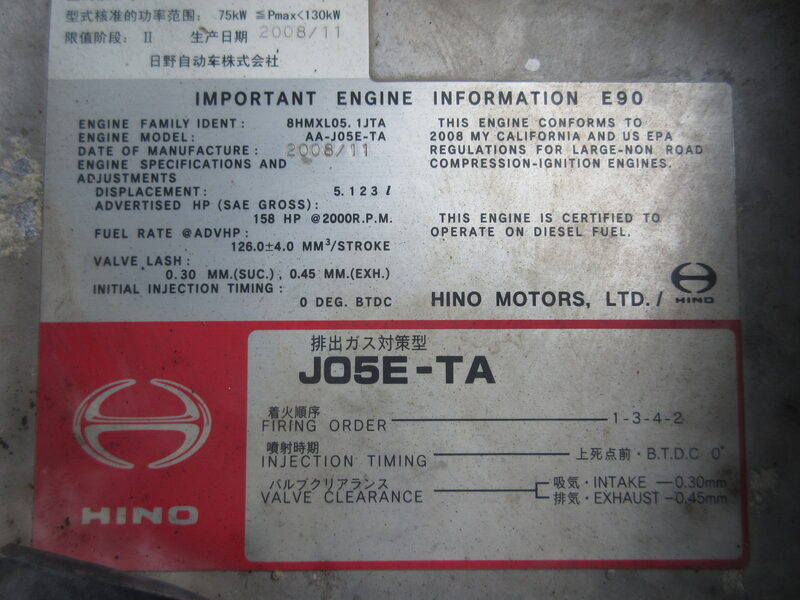 型式核准的功率范围: 75kW ≦Pmax<130kW
限值阶段: II 生产日期 2008/11
日野自动车株式会社
IMPORTANT ENGINE INFORMATION E90
ENGINE FAMILY IDENT: 8HMXL05.1JTA
ENGINE MODEL: AA-J05E-TA
DATE OF MANUFACTURE: 2008/11
ENGINE SPECIFICATIONS AND
ADJUSTMENTS
DISPLACEMENT: 5.123 ℓ
ADVERTISED HP (SAE GROSS):
158 HP @2000R.P.M.
FUEL RATE @ADVHP:
126.0±4.0 MM³/STROKE
VALVE LASH:
0.30 MM.(SUC.), 0.45 MM.(EXH.)
INITIAL INJECTION TIMING:
0 DEG. BTDC
THIS ENGINE CONFORMS TO
2008 MY CALIFORNIA AND US EPA
REGULATIONS FOR LARGE-NON ROAD
COMPRESSION-IGNITION ENGINES.
THIS ENGINE IS CERTIFIED TO
OPERATE ON DIESEL FUEL.
HINO MOTORS, LTD./ HINO
HINO
排出ガス対策型
J05E-TA
着火順序
FIRING ORDER 1-3-4-2
噴射時期
INJECTION TIMING 上死点前・B.T.D.C 0°
バルブクリアランス
VALVE CLEARANCE
吸気・INTAKE 0.30mm
排気・EXHAUST 0.45mm